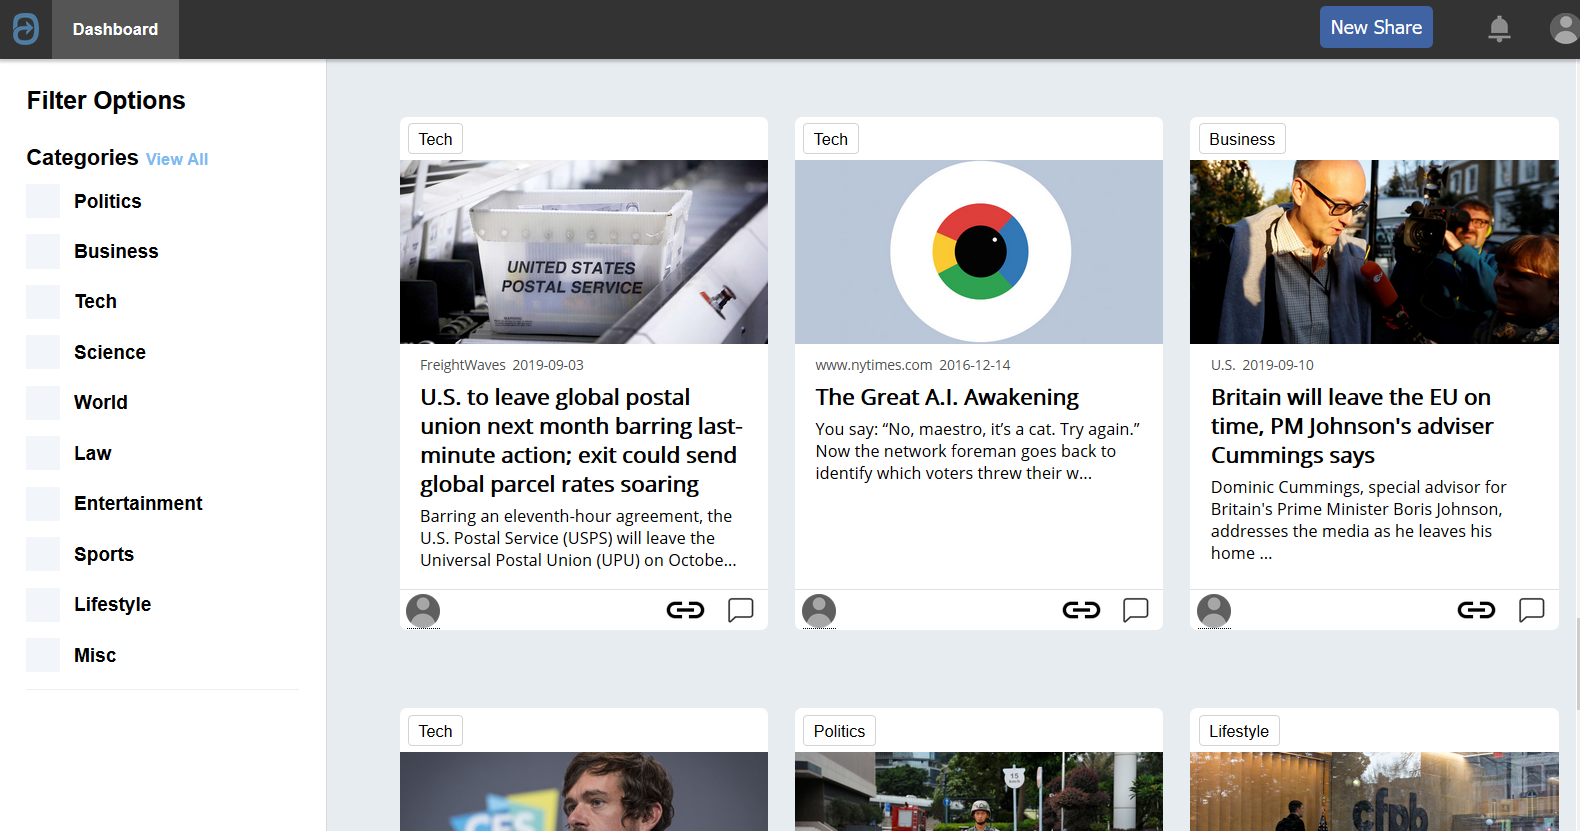 Dashboard
New Share
Filter Options
Categories View All
Politics
Business
Tech
Science
World
Law
Entertainment
Sports
Lifestyle
Misc
Tech
UNITED STATES
POSTAL SERVICE
FreightWaves 2019-09-03
U.S. to leave global postal
union next month barring last-
minute action; exit could send
global parcel rates soaring
Barring an eleventh-hour agreement, the
U.S. Postal Service (USPS) will leave the
Universal Postal Union (UPU) on Octobe...
Tech
www.nytimes.com 2016-12-14
The Great A.I. Awakening
You say: “No, maestro, it’s a cat. Try again.”
Now the network foreman goes back to
identify which voters threw their w...
Business
U.S. 2019-09-10
Britain will leave the EU on
time, PM Johnson's adviser
Cummings says
Dominic Cummings, special advisor for
Britain's Prime Minister Boris Johnson,
addresses the media as he leaves his
home ...
Tech
CES
Politics
15
Lifestyle
cfpb